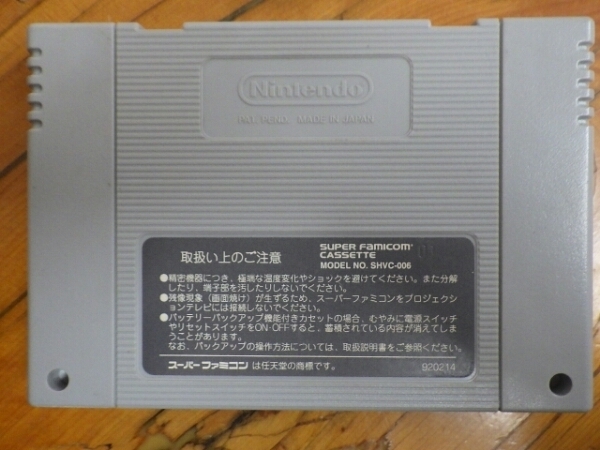 Nintendo
PAT. PEND. MADE IN JAPAN
取扱い上のご注意
SUPER FAMICOM
CASSETTE
MODEL NO. SHVC-006
●精密機器につき、極端な温度変化やショックを避けてください。また分解
したり、端子部を汚したりしないでください。
●残像現象（画面焼け）が生ずるため、スーパーファミコンをプロジェクシ
ョンテレビには接続しないでください。
●バッテリーバックアップ機能付きカセットの場合、むやみに電源スイッチ
やリセットスイッチをON・OFFすると、蓄積されている内容が消えてしま
うことがあります。
なお、バックアップの操作方法については、取扱説明書をご参照ください。
スーパーファミコン は任天堂の商標です。
920214